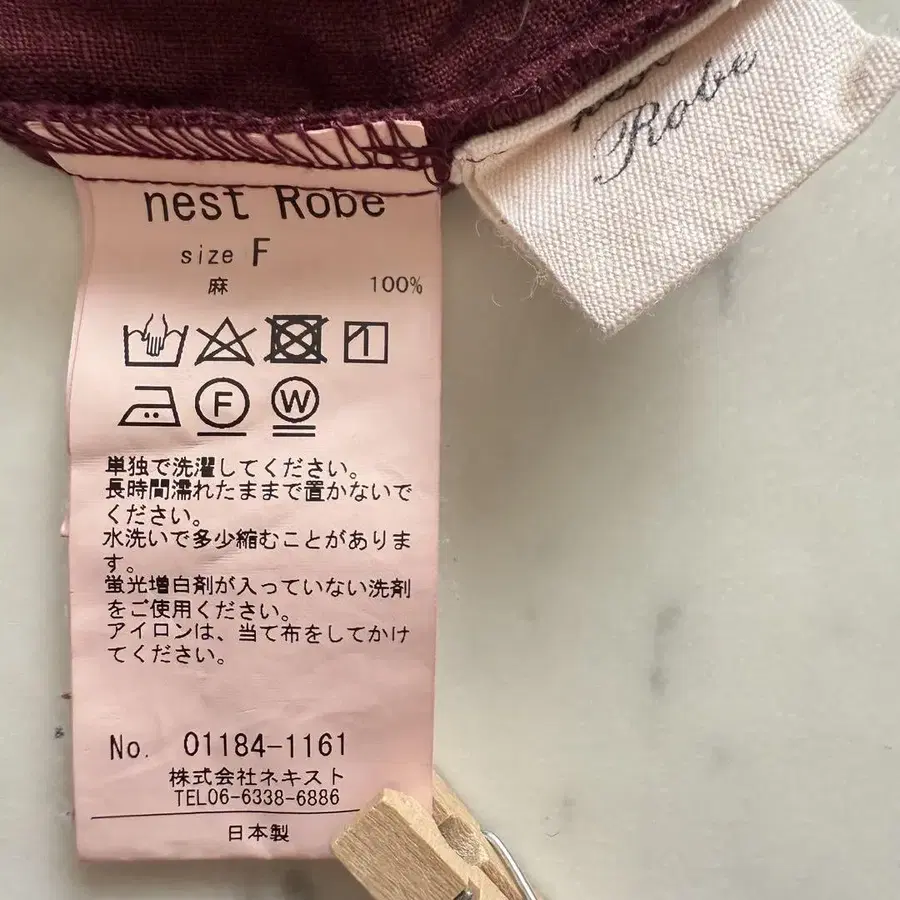 nest
Robe
nest Robe
size F
麻 100%
F
W
単独で洗濯してください。
長時間濡れたままで置かないで
ください。
水洗いで多少縮むことがありま
す。
蛍光増白剤が入っていない洗剤
をご使用ください。
アイロンは、当て布をしてかけ
てください。
No. 01184-1161
株式会社ネキスト
TEL06-6338-6886
日本製